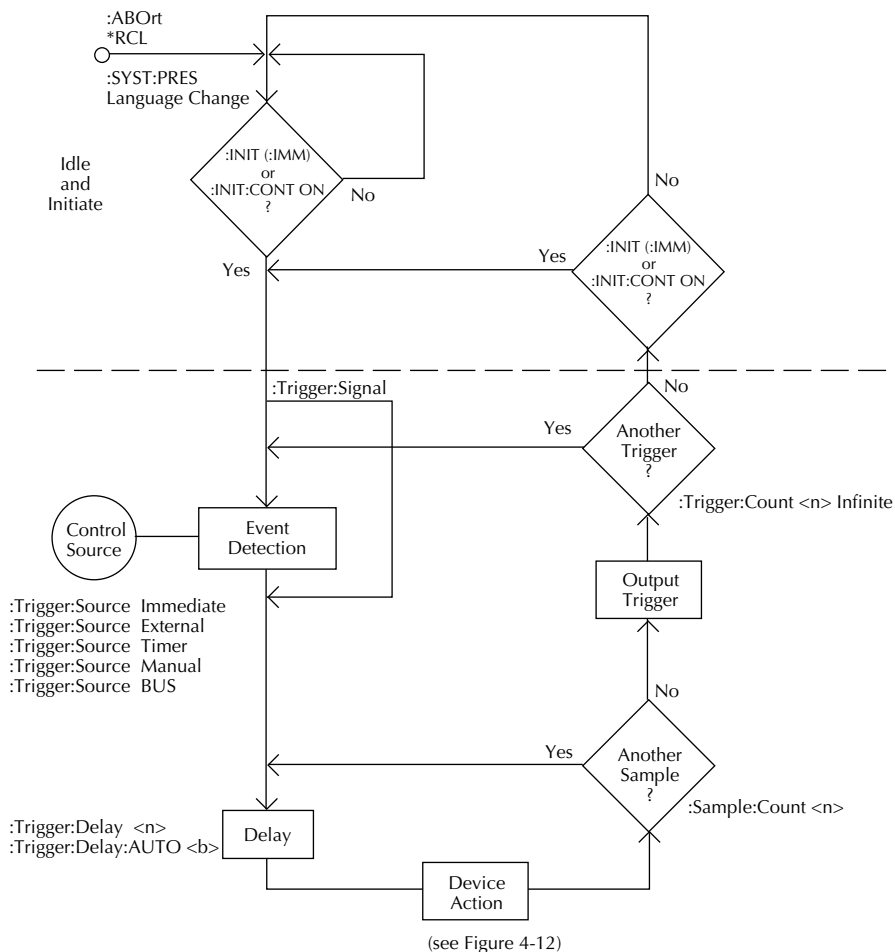 :ABOrt
*RCL
:SYST:PRES
Language Change
Idle
and
Initiate
:INIT (:IMM)
or
:INIT:CONT ON
?
No
Yes
No
:INIT (:IMM)
or
:INIT:CONT ON
?
Yes
:Trigger:Signal
No
Yes
Another
Trigger
?
:Trigger:Count <n> Infinite
Control
Source
Event
Detection
Output
Trigger
:Trigger:Source Immediate
:Trigger:Source External
:Trigger:Source Timer
:Trigger:Source Manual
:Trigger:Source BUS
No
Yes
Another
Sample
?
:Sample:Count <n>
:Trigger:Delay <n>
:Trigger:Delay:AUTO <b>
Delay
Device
Action
(see Figure 4-12)